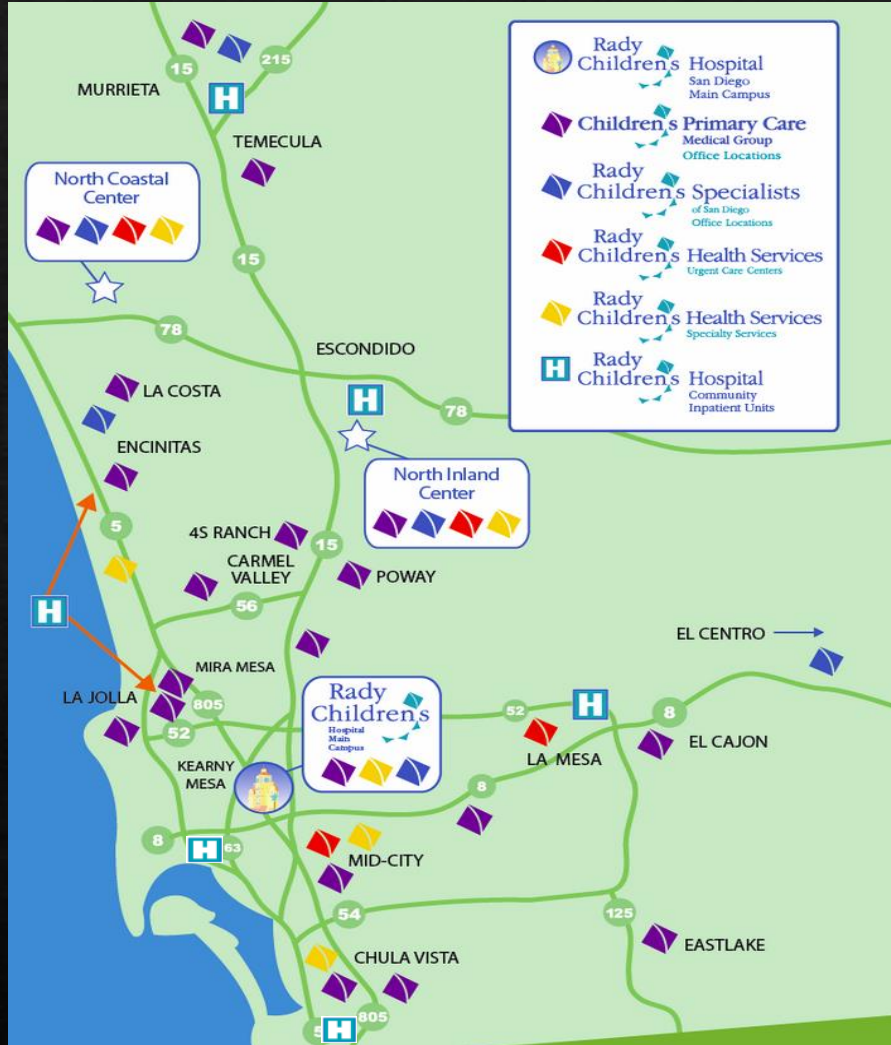 15
215
H
MURRIETA
TEMECULA
North Coastal
Center
15
78
ESCONDIDO
H
78
LA COSTA
ENCINITAS
North Inland
Center
5
4S RANCH
15
CARMEL
VALLEY
POWAY
56
H
EL CENTRO
MIRA MESA
LA JOLLA
805
52
Rady
Children's
Hospital
Main
Campus
52
H
8
LA MESA
EL CAJON
KEARNY
MESA
8
8
H
63
MID-CITY
54
125
EASTLAKE
CHULA VISTA
805
5
H
Rady
Children's Hospital
San Diego
Main Campus
Children's Primary Care
Medical Group
Office Locations
Rady
Children's Specialists
of San Diego
Office Locations
Rady
Children's Health Services
Urgent Care Centers
Rady
Children's Health Services
Specialty Services
H
Rady
Children's Hospital
Community
Inpatient Units